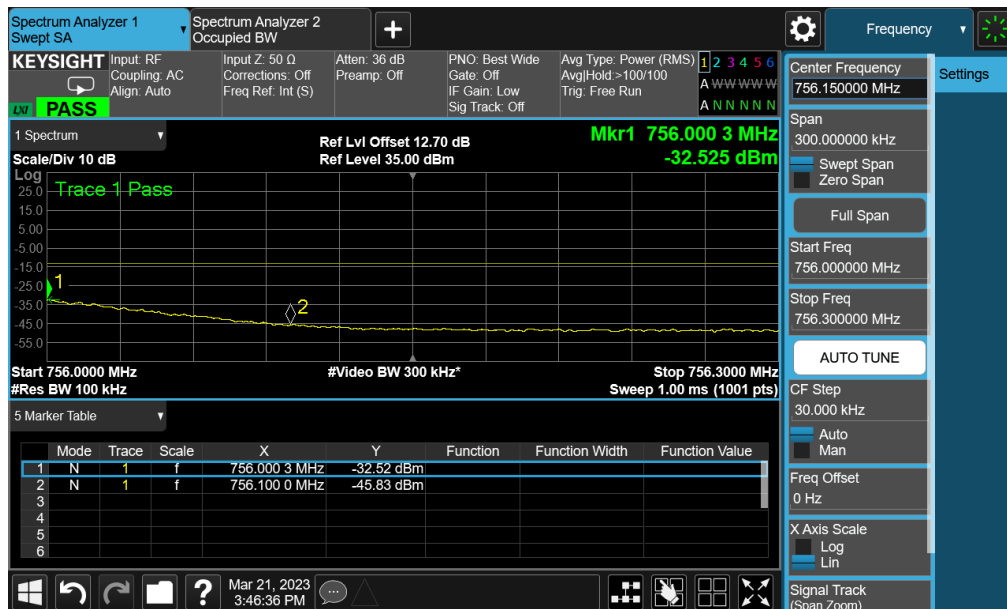 Spectrum Analyzer 1
Swept SA
Spectrum Analyzer 2
Occupied BW
+
Frequency
KEYSIGHT
LXI
PASS
Input: RF
Coupling: AC
Align: Auto
Input Z: 50 Ω
Corrections: Off
Freq Ref: Int (S)
Atten: 36 dB
Preamp: Off
PNO: Best Wide
Gate: Off
IF Gain: Low
Sig Track: Off
Avg Type: Power (RMS)
Avg|Hold:>100/100
Trig: Free Run
1 2 3 4 5 6
A W W W W W
A N N N N N
1 Spectrum
Ref Lvl Offset 12.70 dB
Mkr1 756.000 3 MHz
Scale/Div 10 dB
Ref Level 35.00 dBm
-32.525 dBm
Log
Trace 1 Pass
25.0
15.0
5.00
-5.00
-15.0
-25.0
-35.0
-45.0
-55.0
1
2
Start 756.0000 MHz
#Video BW 300 kHz*
Stop 756.3000 MHz
#Res BW 100 kHz
Sweep 1.00 ms (1001 pts)
5 Marker Table
Mode Trace Scale X Y Function Function Width Function Value
1 N 1 f 756.000 3 MHz -32.52 dBm
2 N 1 f 756.100 0 MHz -45.83 dBm
3
4
5
6
?
Mar 21, 2023
3:46:36 PM
Center Frequency
756.150000 MHz
Span
300.000000 kHz
Swept Span
Zero Span
Full Span
Start Freq
756.000000 MHz
Stop Freq
756.300000 MHz
AUTO TUNE
CF Step
30.000 kHz
Auto
Man
Freq Offset
0 Hz
X Axis Scale
Log
Lin
Signal Track
(Span Zoom)
Settings